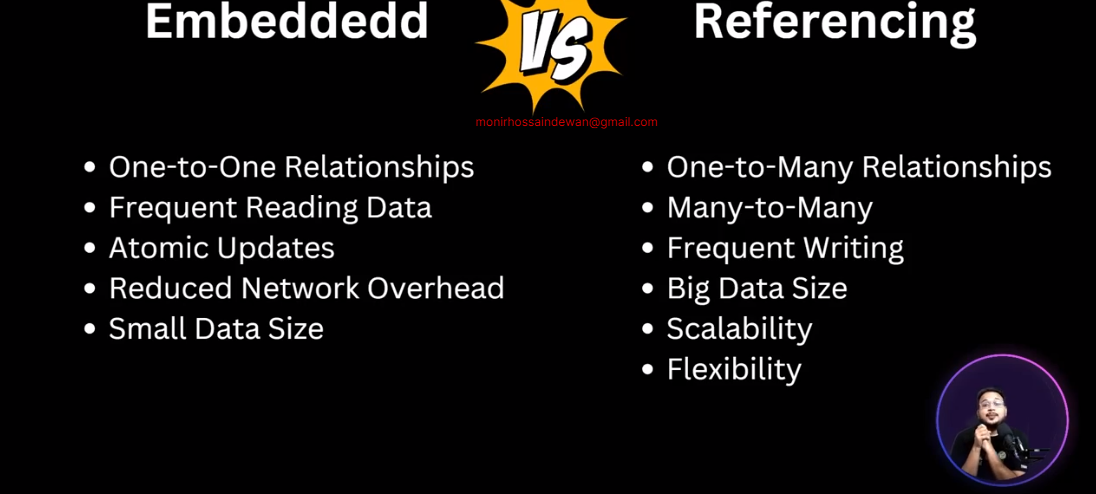 Embeddedd
VS
Referencing
monirhossaindewan@gmail.com
• One-to-One Relationships
• Frequent Reading Data
• Atomic Updates
• Reduced Network Overhead
• Small Data Size
• One-to-Many Relationships
• Many-to-Many
• Frequent Writing
• Big Data Size
• Scalability
• Flexibility